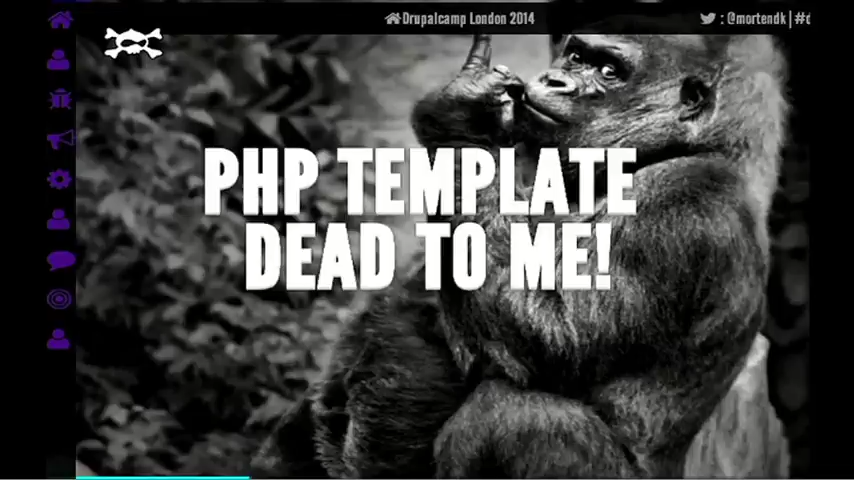 Drupalcamp London 2014
: @mortendk | #d
PHP TEMPLATE
DEAD TO ME!